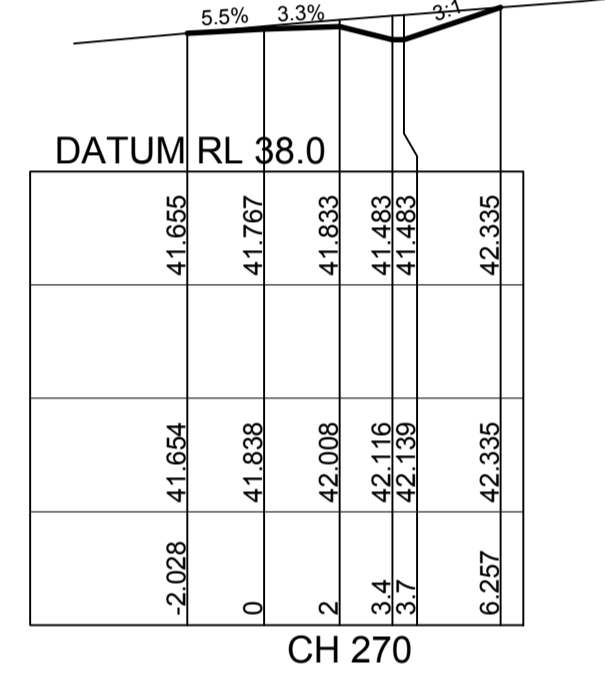 5.5% 3.3% 3:1
DATUM RL 38.0
41.655 41.767 41.833 41.483 41.483 42.335
41.654 41.838 42.008 42.116 42.139 42.335
-2.028 0 2 3.4 3.7 6.257
CH 270